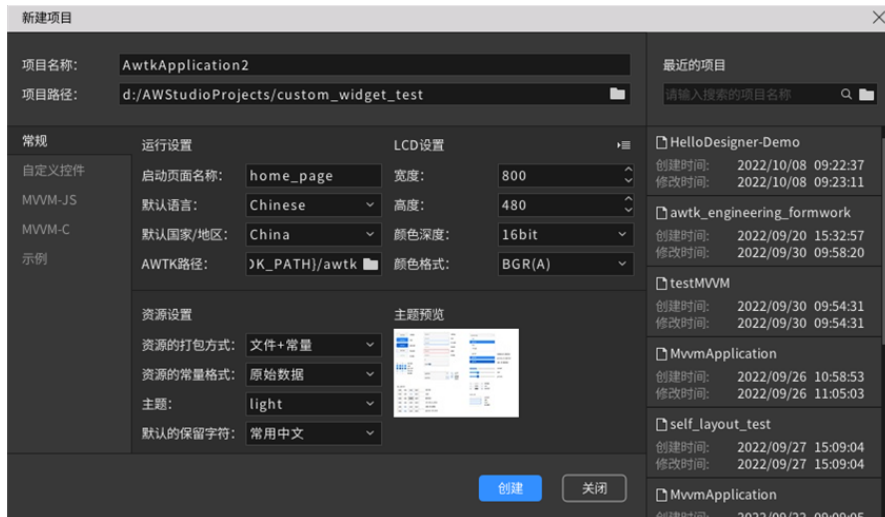 新建项目
项目名称: AwtkApplication2
项目路径: d:/AWStudioProjects/custom_widget_test
常规
自定义控件
MVVM-JS
MVVM-C
示例
运行设置
启动页面名称: home_page
默认语言: Chinese
默认国家/地区: China
AWTK路径: OK_PATH}/awtk
LCD设置
宽度: 800
高度: 480
颜色深度: 16bit
颜色格式: BGR(A)
资源设置
资源的打包方式: 文件+常量
资源的常量格式: 原始数据
主题: light
默认的保留字符: 常用中文
主题预览
创建
关闭
最近的项目
请输入搜索的项目名称
HelloDesigner-Demo
创建时间: 2022/10/08 09:22:37
修改时间: 2022/10/08 09:23:11
awtk_engineering_formwork
创建时间: 2022/09/20 15:32:57
修改时间: 2022/09/30 09:58:20
testMVVM
创建时间: 2022/09/30 09:54:31
修改时间: 2022/09/30 09:54:31
MvvmApplication
创建时间: 2022/09/26 10:58:53
修改时间: 2022/09/26 11:05:03
self_layout_test
创建时间: 2022/09/27 15:09:04
修改时间: 2022/09/27 15:09:04
MvvmApplication